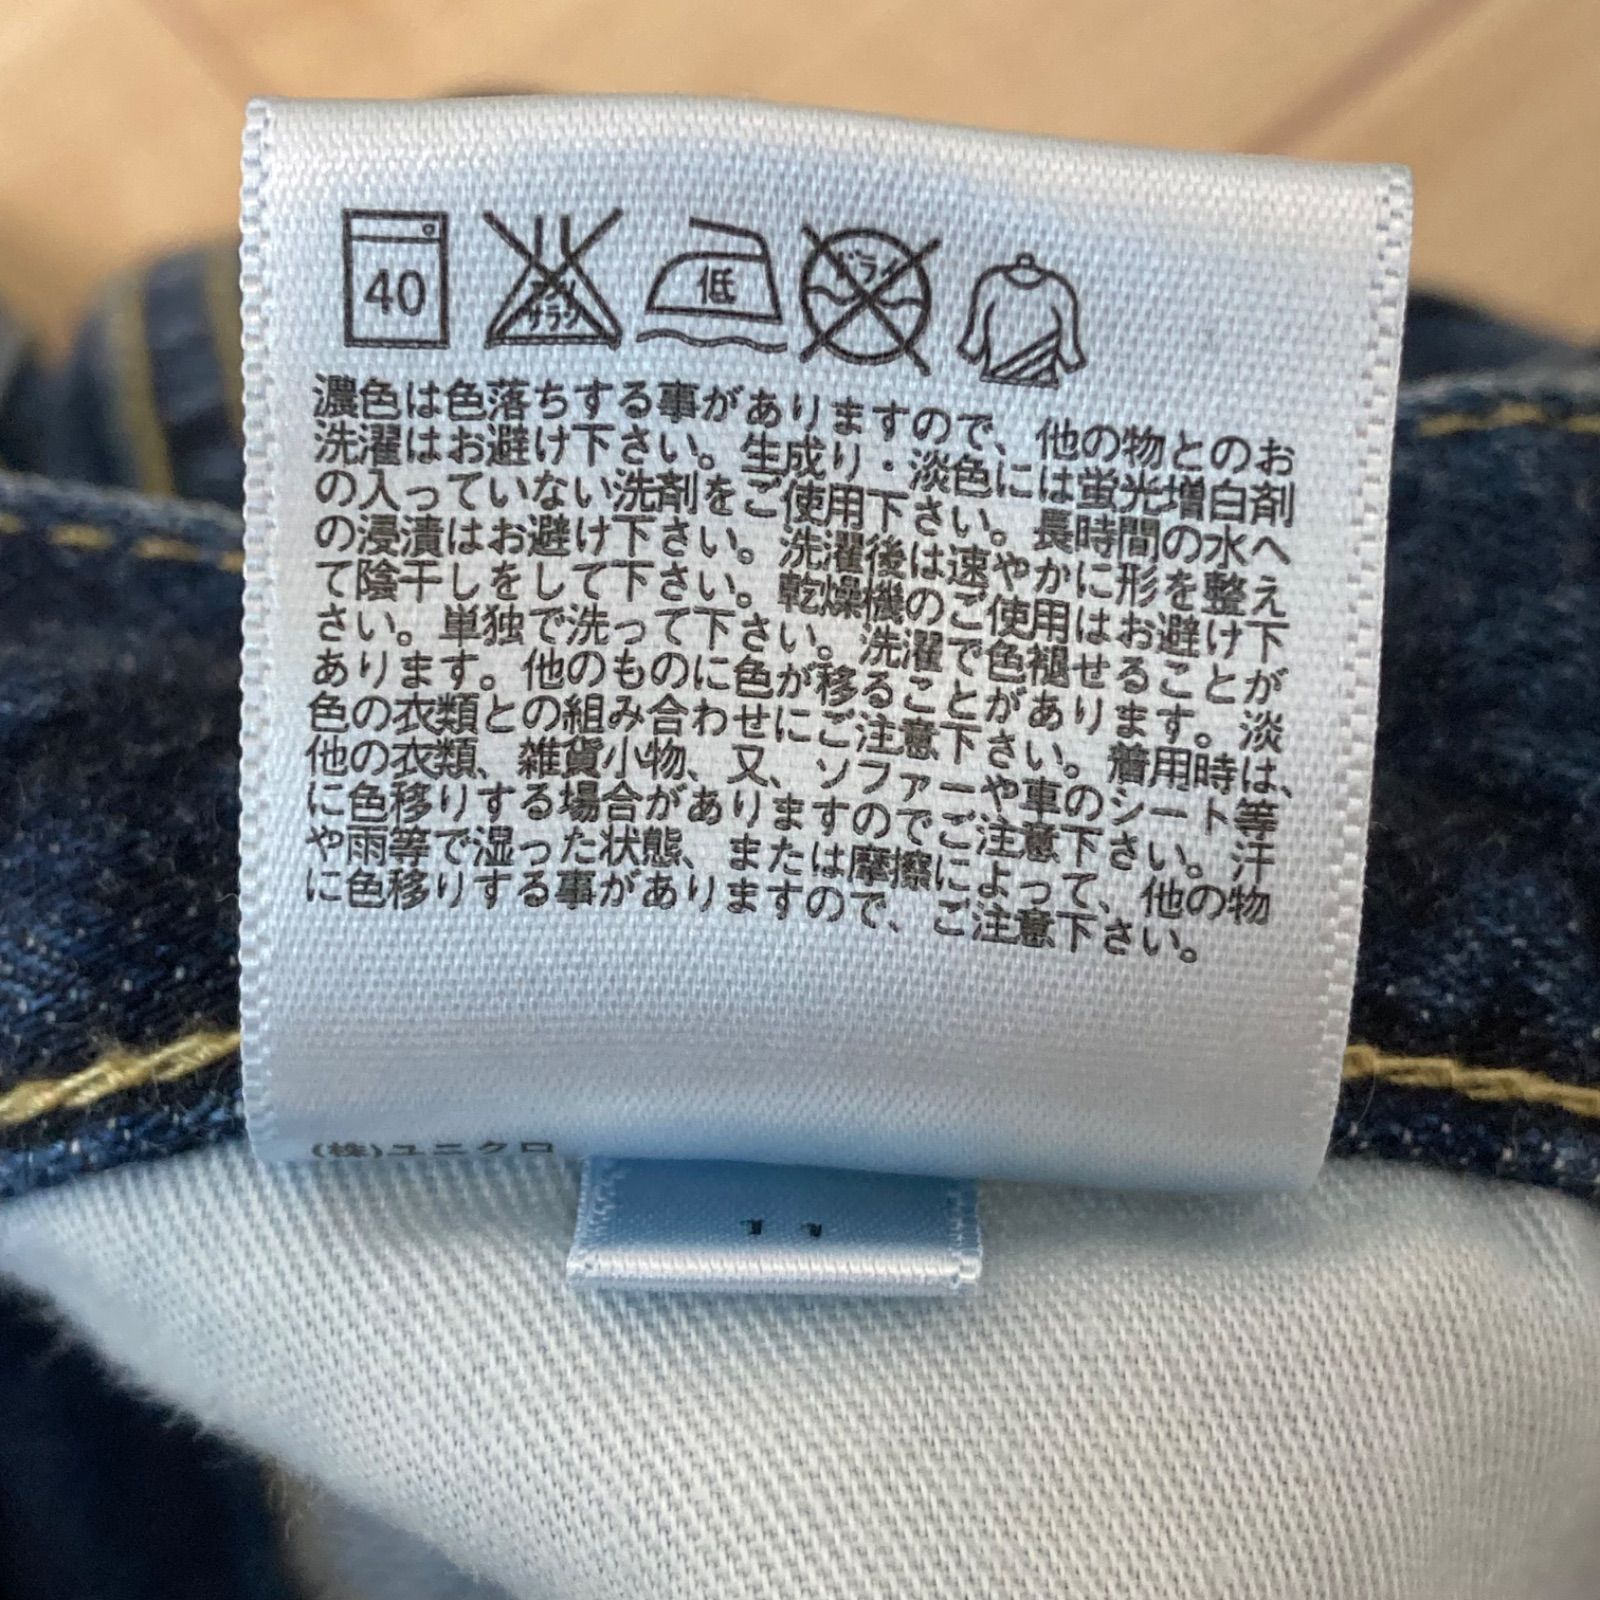 40
エンソ
サラシ
低
ドライ
濃色は色落ちする事がありますので、他の物とのお
洗濯はお避け下さい。生成り・淡色には蛍光増白剤
の入っていない洗剤をご使用下さい。長時間の水へ
の浸漬はお避け下さい。洗濯後は速やかに形を整え
て陰干しをして下さい。乾燥機のご使用はお避け下
さい。単独で洗って下さい。洗濯で色褪せることが
あります。他のものに色が移ることがあります。淡
色の衣類との組み合わせにご注意下さい。着用時は、
他の衣類、雑貨小物、又、ソファーや車のシート等
に色移りする場合がありますのでご注意下さい。汗
や雨等で湿った状態、または摩擦によって、他の物
に色移りする事がありますので、ご注意下さい。
(株)ユニクロ